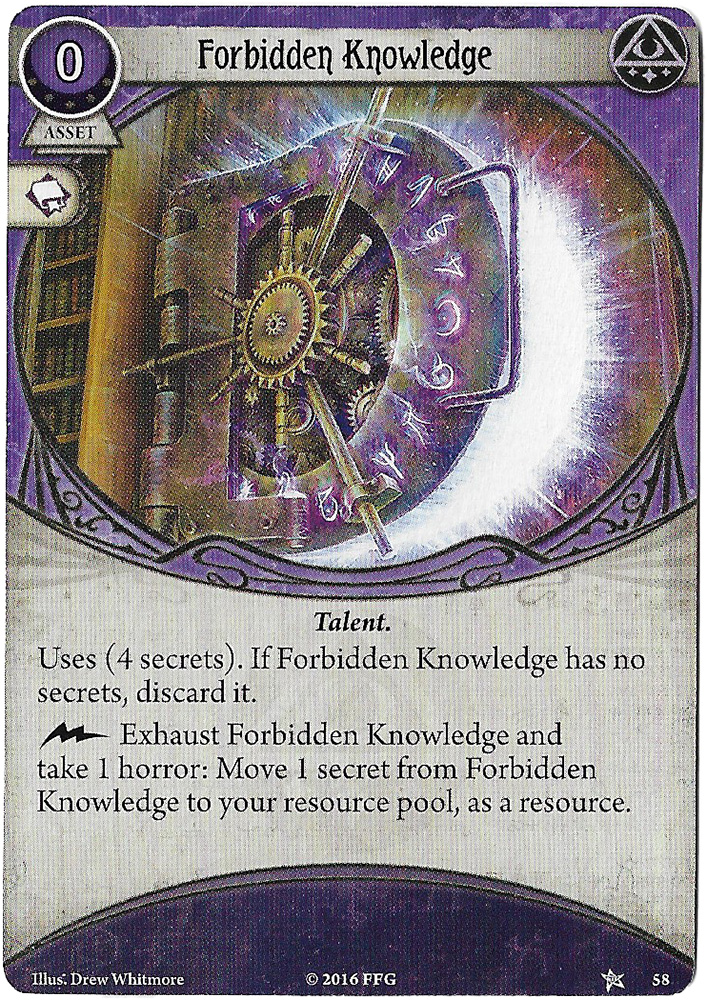 0
Forbidden Knowledge
ASSET
Talent.
Uses (4 secrets). If Forbidden Knowledge has no
secrets, discard it.
Exhaust Forbidden Knowledge and
take 1 horror: Move 1 secret from Forbidden
Knowledge to your resource pool, as a resource.
Illus. Drew Whitmore
© 2016 FFG
58